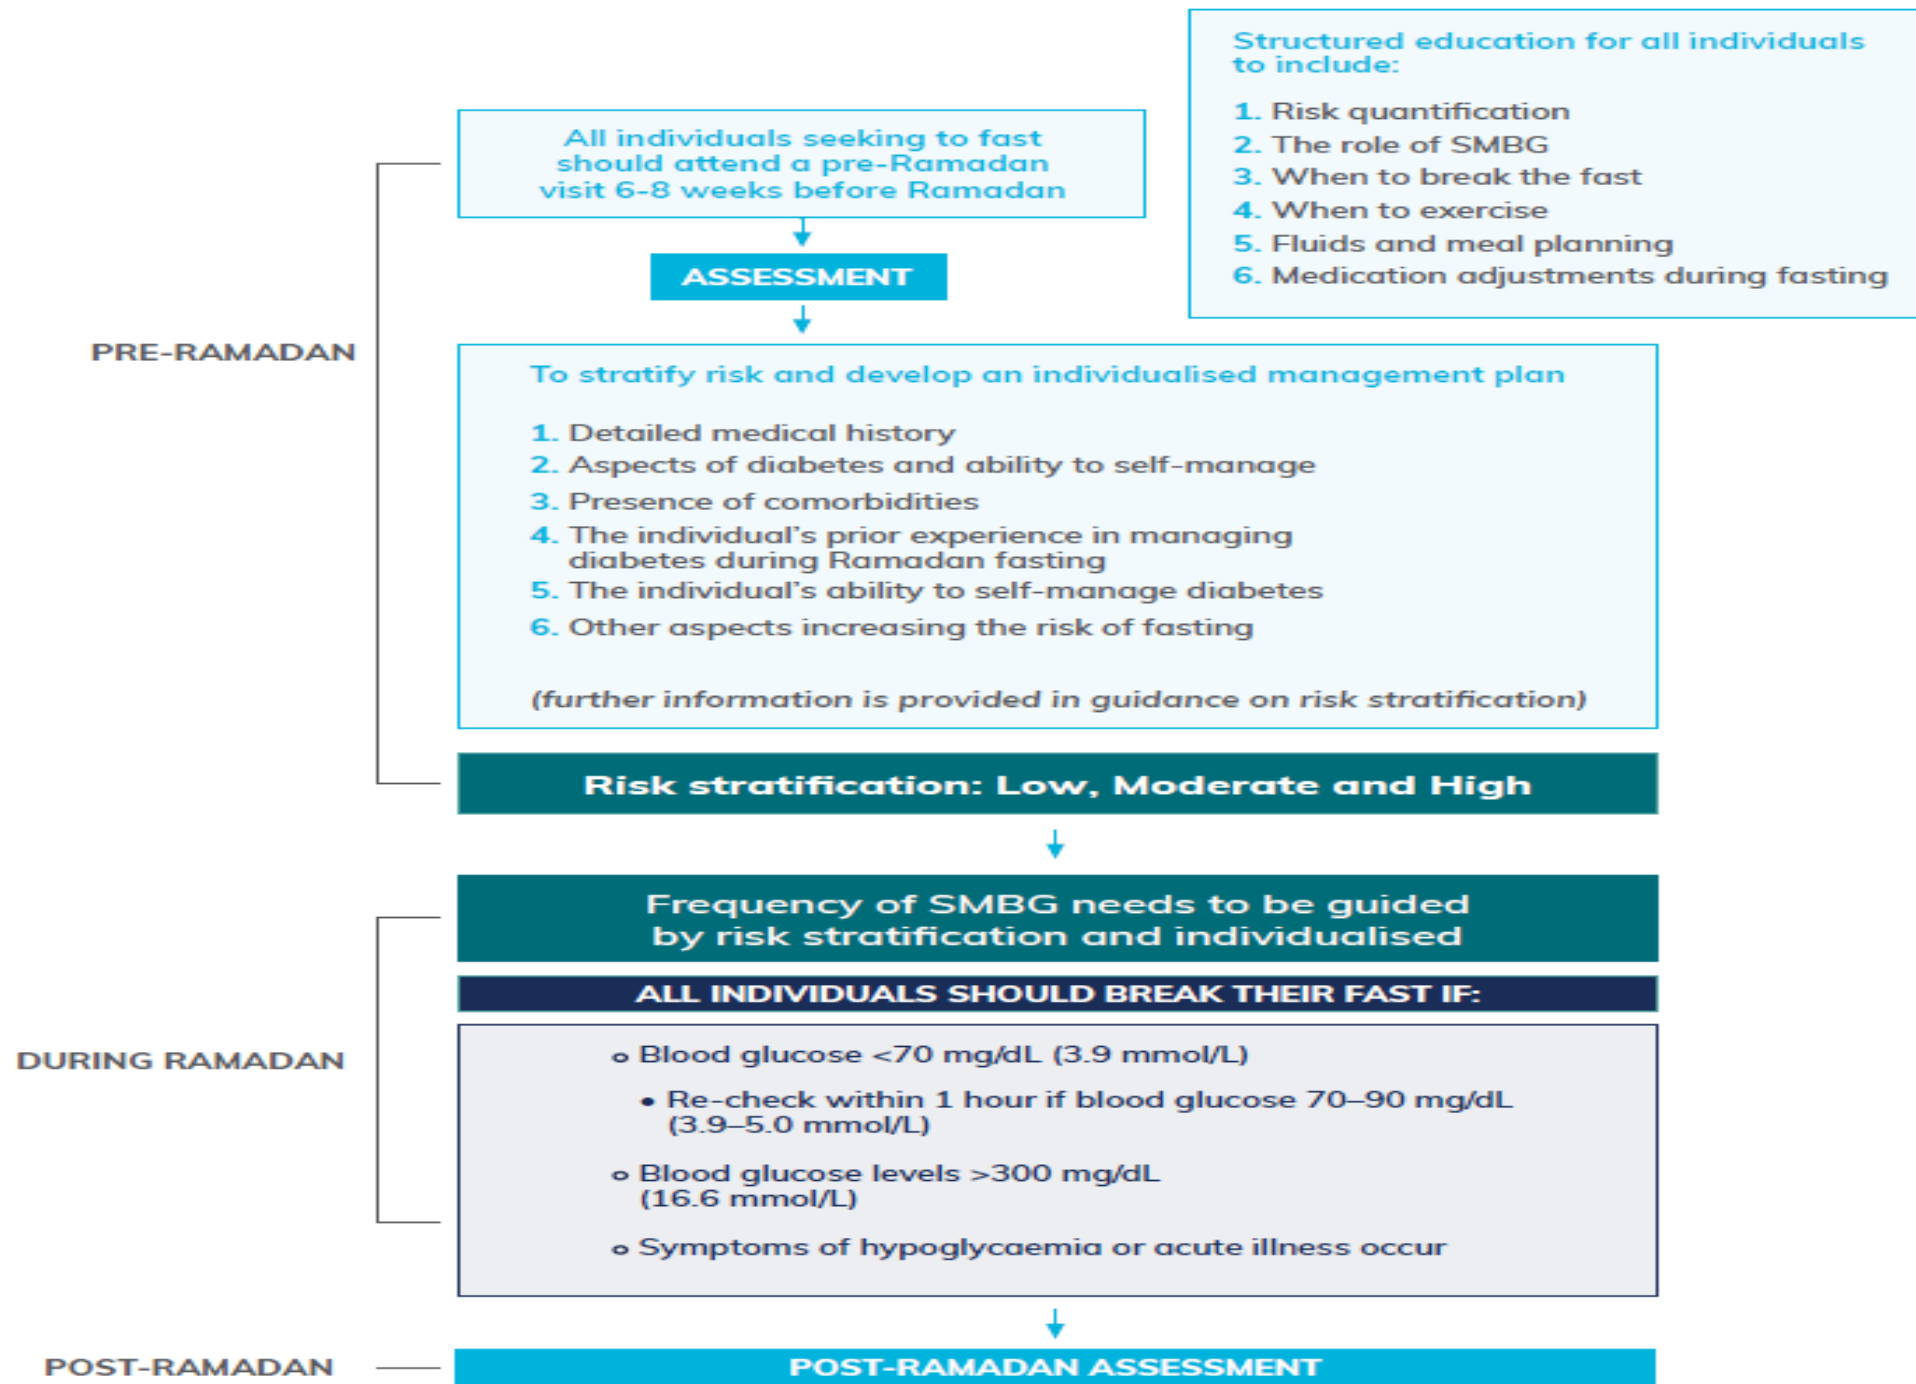 Structured education for all individuals
to include:
1. Risk quantification
2. The role of SMBG
3. When to break the fast
4. When to exercise
5. Fluids and meal planning
6. Medication adjustments during fasting
All individuals seeking to fast
should attend a pre-Ramadan
visit 6-8 weeks before Ramadan
ASSESSMENT
PRE-RAMADAN
To stratify risk and develop an individualised management plan
1. Detailed medical history
2. Aspects of diabetes and ability to self-manage
3. Presence of comorbidities
4. The individual's prior experience in managing
diabetes during Ramadan fasting
5. The individual's ability to self-manage diabetes
6. Other aspects increasing the risk of fasting
(further information is provided in guidance on risk stratification)
Risk stratification: Low, Moderate and High
Frequency of SMBG needs to be guided
by risk stratification and individualised
ALL INDIVIDUALS SHOULD BREAK THEIR FAST IF:
DURING RAMADAN
Blood glucose <70 mg/dL (3.9 mmol/L)
• Re-check within 1 hour if blood glucose 70–90 mg/dL
(3.9–5.0 mmol/L)
Blood glucose levels >300 mg/dL
(16.6 mmol/L)
Symptoms of hypoglycaemia or acute illness occur
POST-RAMADAN
POST-RAMADAN ASSESSMENT